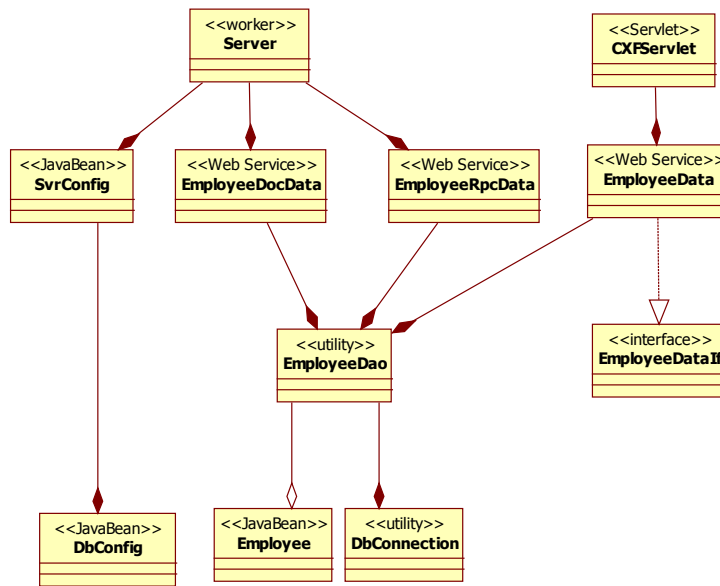 <<worker>>
Server
<<Servlet>>
CXFServlet
<<JavaBean>>
SvrConfig
<<Web Service>>
EmployeeDocData
<<Web Service>>
EmployeeRpcData
<<Web Service>>
EmployeeData
<<utility>>
EmployeeDao
<<interface>>
EmployeeDataIf
<<JavaBean>>
DbConfig
<<JavaBean>>
Employee
<<utility>>
DbConnection